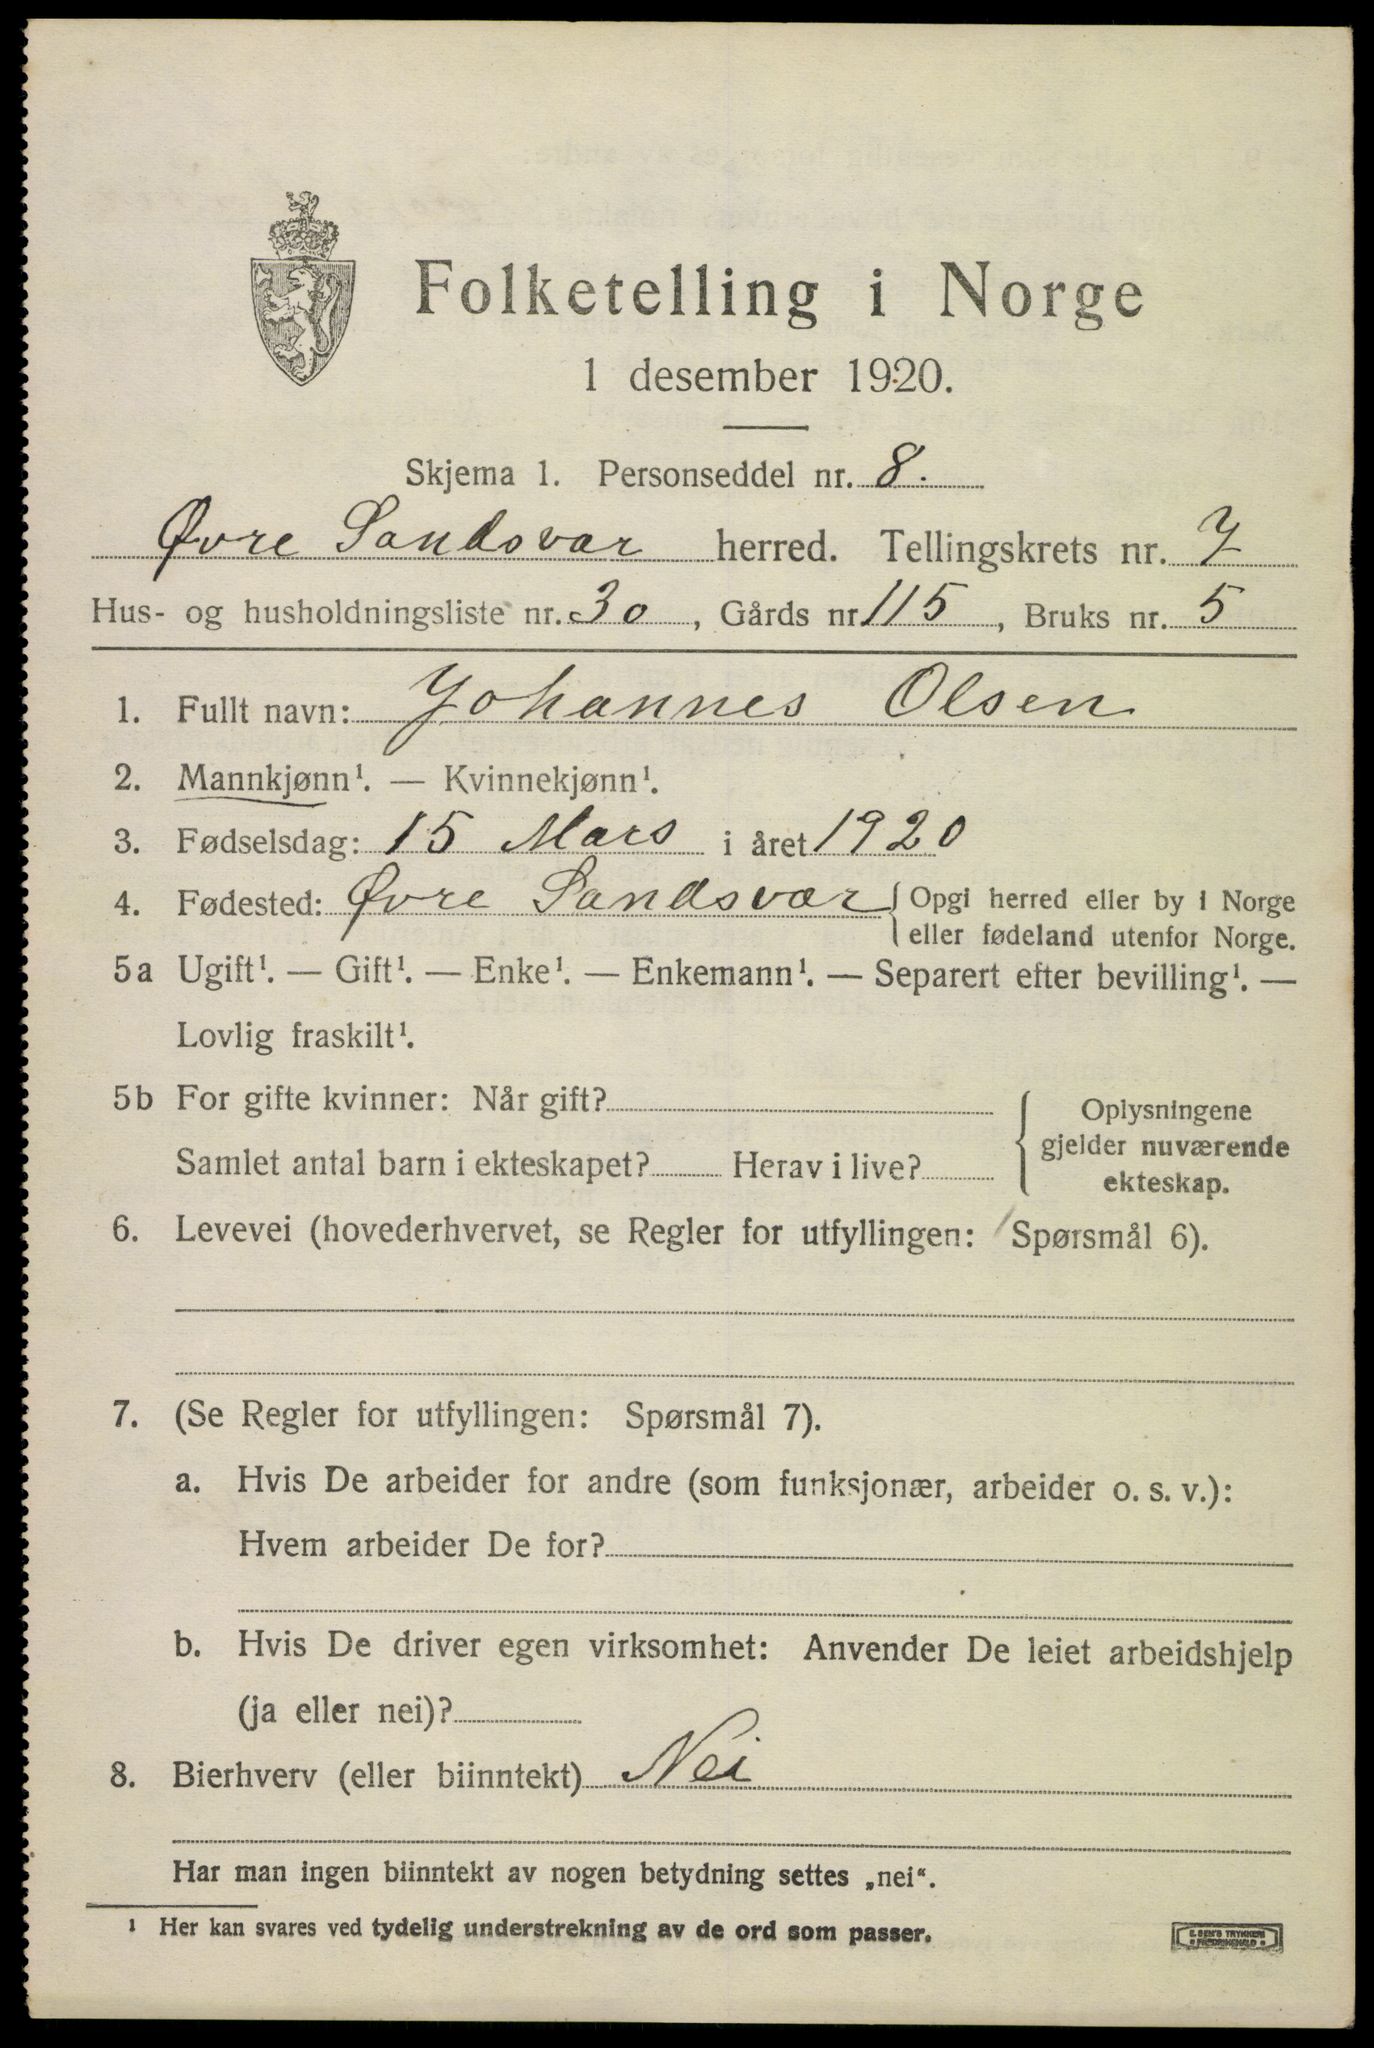 Folketelling i Norge
1 desember 1920.
Skjema 1. Personseddel nr. 8.
Øvre Sandsvær herred. Tellingskrets nr. 7
Hus- og husholdningsliste nr. 30, Gårds nr. 115, Bruks nr. 5
1. Fullt navn: Johannes Olsen
2. Mannkjønn¹. — Kvinnekjønn¹.
3. Fødselsdag: 15 Mars i året 1920
4. Fødested: Øvre Sandsvær { Opgi herred eller by i Norge
eller fødeland utenfor Norge.
5a Ugift¹. — Gift¹. — Enke¹. — Enkemann¹. — Separert efter bevilling¹. —
Lovlig fraskilt¹.
5b For gifte kvinner: Når gift?
Samlet antal barn i ekteskapet? Herav i live?
{ Oplysningene
gjelder nuværende
ekteskap.
6. Levevei (hovederhvervet, se Regler for utfyllingen: Spørsmål 6).
7. (Se Regler for utfyllingen: Spørsmål 7).
a. Hvis De arbeider for andre (som funksjonær, arbeider o. s. v.):
Hvem arbeider De for?
b. Hvis De driver egen virksomhet: Anvender De leiet arbeidshjelp
(ja eller nei)?
8. Bierhverv (eller biinntekt) Nei
Har man ingen biinntekt av nogen betydning settes „nei“.
¹ Her kan svares ved tydelig understrekning av de ord som passer.